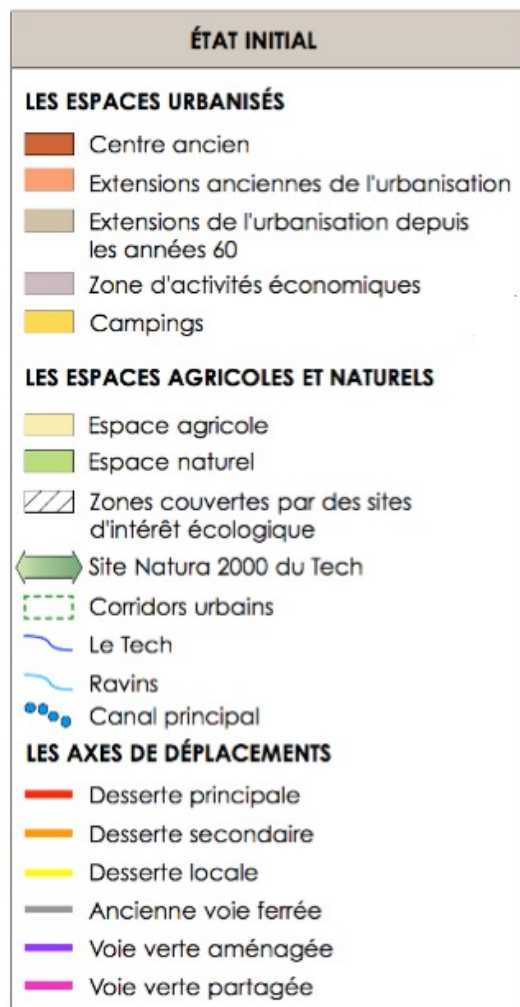 ÉTAT INITIAL
LES ESPACES URBANISÉS
Centre ancien
Extensions anciennes de l'urbanisation
Extensions de l'urbanisation depuis
les années 60
Zone d'activités économiques
Campings
LES ESPACES AGRICOLES ET NATURELS
Espace agricole
Espace naturel
Zones couvertes par des sites
d'intérêt écologique
Site Natura 2000 du Tech
Corridors urbains
Le Tech
Ravins
Canal principal
LES AXES DE DÉPLACEMENTS
Desserte principale
Desserte secondaire
Desserte locale
Ancienne voie ferrée
Voie verte aménagée
Voie verte partagée